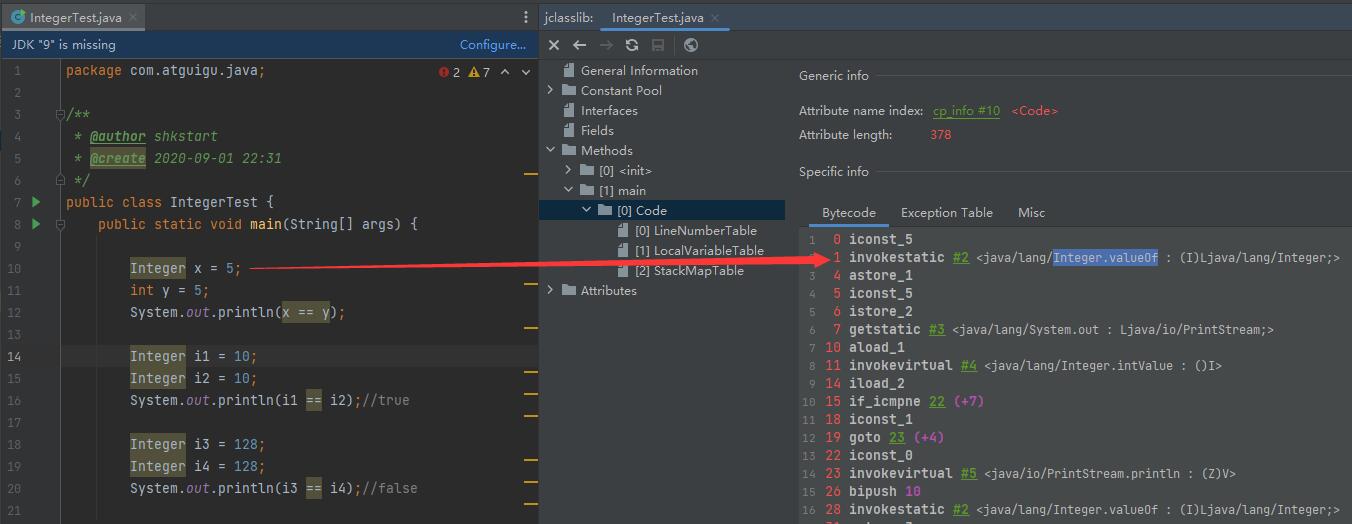 IntegerTest.java
JDK "9" is missing
Configure...
2 7
1 package com.atguigu.java;
2
3 /**
4 * @author shkstart
5 * @create 2020-09-01 22:31
6 */
7 public class IntegerTest {
8 public static void main(String[] args) {
9
10 Integer x = 5;
11 int y = 5;
12 System.out.println(x == y);
13
14 Integer i1 = 10;
15 Integer i2 = 10;
16 System.out.println(i1 == i2);//true
17
18 Integer i3 = 128;
19 Integer i4 = 128;
20 System.out.println(i3 == i4);//false
21
jclasslib: IntegerTest.java
General Information
Constant Pool
Interfaces
Fields
Methods
[0] <init>
[1] main
[0] Code
[0] LineNumberTable
[1] LocalVariableTable
[2] StackMapTable
Attributes
Generic info
Attribute name index: cp_info #10 <Code>
Attribute length: 378
Specific info
Bytecode Exception Table Misc
1 0 iconst_5
1 invokestatic #2 <java/lang/Integer.valueOf : (I)Ljava/lang/Integer;>
3 4 astore_1
4 5 iconst_5
5 6 istore_2
6 7 getstatic #3 <java/lang/System.out : Ljava/io/PrintStream;>
7 10 aload_1
8 11 invokevirtual #4 <java/lang/Integer.intValue : ()I>
9 14 iload_2
10 15 if_icmpne 22 (+7)
11 18 iconst_1
12 19 goto 23 (+4)
13 22 iconst_0
14 23 invokevirtual #5 <java/io/PrintStream.println : (Z)V>
15 26 bipush 10
16 28 invokestatic #2 <java/lang/Integer.valueOf : (I)Ljava/lang/Integer;>